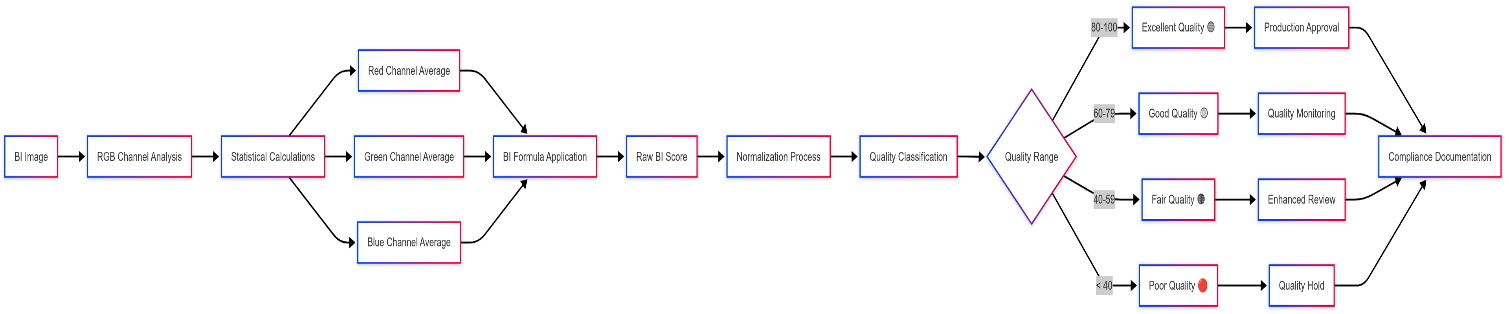 BI Image
RGB Channel Analysis
Statistical Calculations
Red Channel Average
Green Channel Average
Blue Channel Average
BI Formula Application
Raw BI Score
Normalization Process
Quality Classification
Quality Range
80-100
Excellent Quality
Production Approval
60-79
Good Quality
Quality Monitoring
40-59
Fair Quality
Enhanced Review
< 40
Poor Quality 🔴
Quality Hold
Compliance Documentation